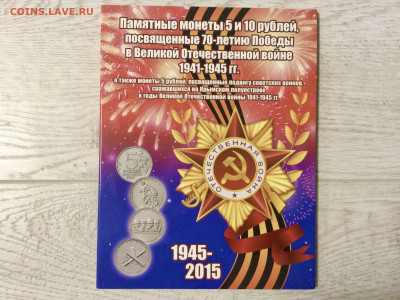 COINS.LAVE.RU
Памятные монеты 5 и 10 рублей,
посвященные 70-летию Победы
в Великой Отечественной войне
1941-1945 гг.
а также монеты 5 рублей, посвященные подвигу советских воинов,
сражавшихся на Крымском полуострове
в годы Великой Отечественной войны 1941-1945 гг.
ОТЕЧЕСТВЕННАЯ ВОЙНА
5
1945-
2015